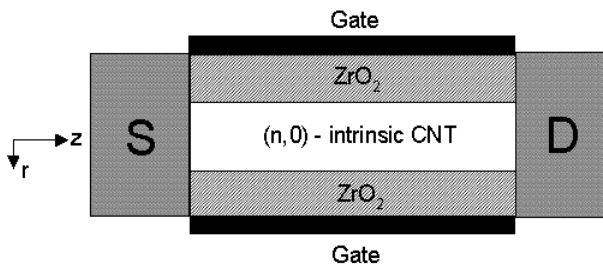 Gate
ZrO₂
S
z
r
(n,0) - intrinsic CNT
D
ZrO₂
Gate